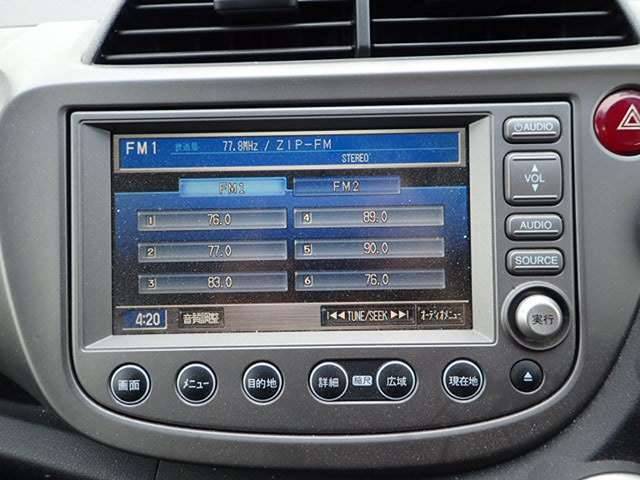 FM1 放送局 77.8MHz / ZIP-FM
STEREO
FM1 FM2
1 76.0 4 89.0
2 77.0 5 90.0
3 83.0 6 76.0
4:20 音質調整 TUNE/SEEK オーディオメニュー
AUDIO
VOL
AUDIO
SOURCE
実行
画面 メニュー 目的地 詳細 縮尺 広域 現在地